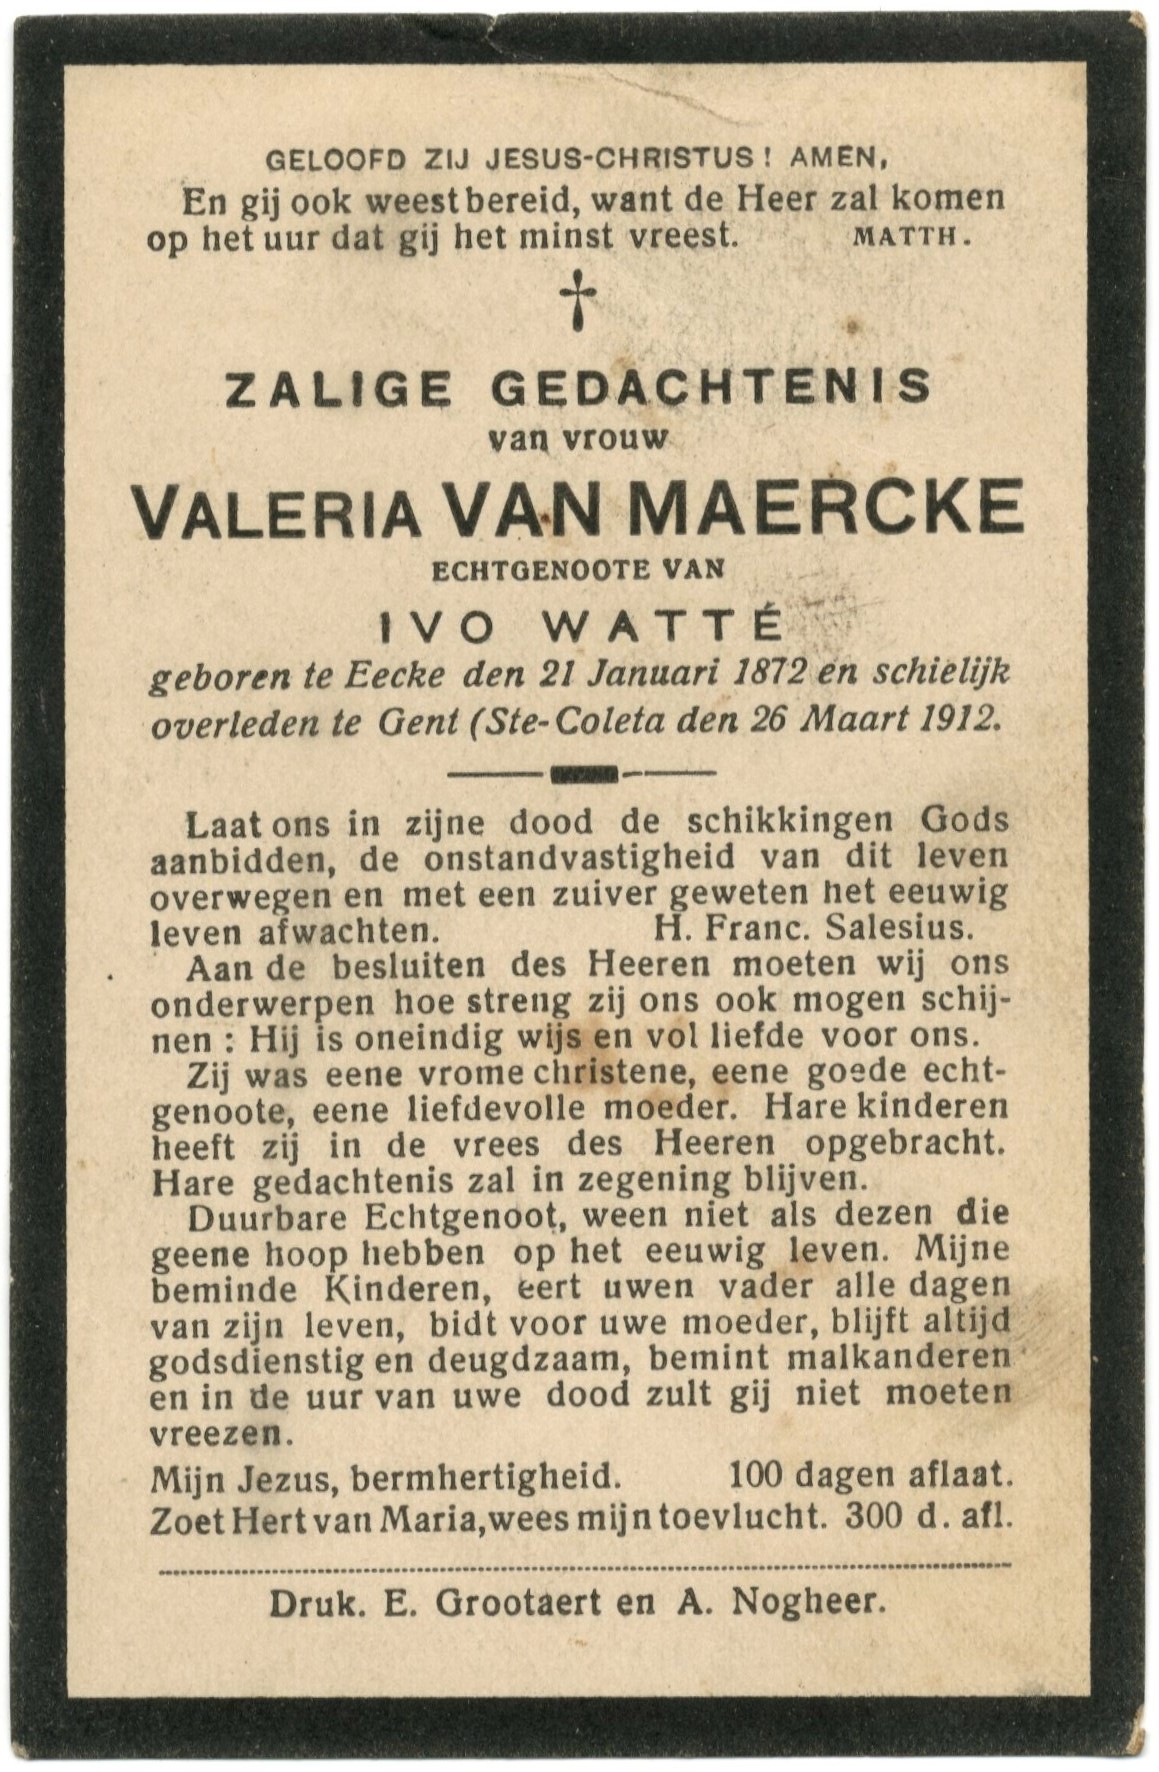 GELOOFD ZIJ JESUS-CHRISTUS! AMEN,
En gij ook weest bereid, want de Heer zal komen
op het uur dat gij het minst vreest. MATTH.
ZALIGE GEDACHTENIS
van vrouw
VALERIA VAN MAERCKE
ECHTGENOOTE VAN
IVO WATTÉ
geboren te Eecke den 21 Januari 1872 en schielijk
overleden te Gent (Ste-Coleta den 26 Maart 1912.
Laat ons in zijne dood de schikkingen Gods
aanbidden, de onstandvastigheid van dit leven
overwegen en met een zuiver geweten het eeuwig
leven afwachten. H. Franc. Salesius.
Aan de besluiten des Heeren moeten wij ons
onderwerpen hoe streng zij ons ook mogen schij-
nen : Hij is oneindig wijs en vol liefde voor ons.
Zij was eene vrome christene, eene goede echt-
genoote, eene liefdevolle moeder. Hare kinderen
heeft zij in de vrees des Heeren opgebracht.
Hare gedachtenis zal in zegening blijven.
Duurbare Echtgenoot, ween niet als dezen die
geene hoop hebben op het eeuwig leven. Mijne
beminde Kinderen, eert uwen vader alle dagen
van zijn leven, bidt voor uwe moeder, blijft altijd
godsdienstig en deugdzaam, bemint malkanderen
en in de uur van uwe dood zult gij niet moeten
vreezen.
Mijn Jezus, bermhertigheid. 100 dagen aflaat.
Zoet Hert van Maria, wees mijn toevlucht. 300 d. afl.
Druk. E. Grootaert en A. Nogheer.